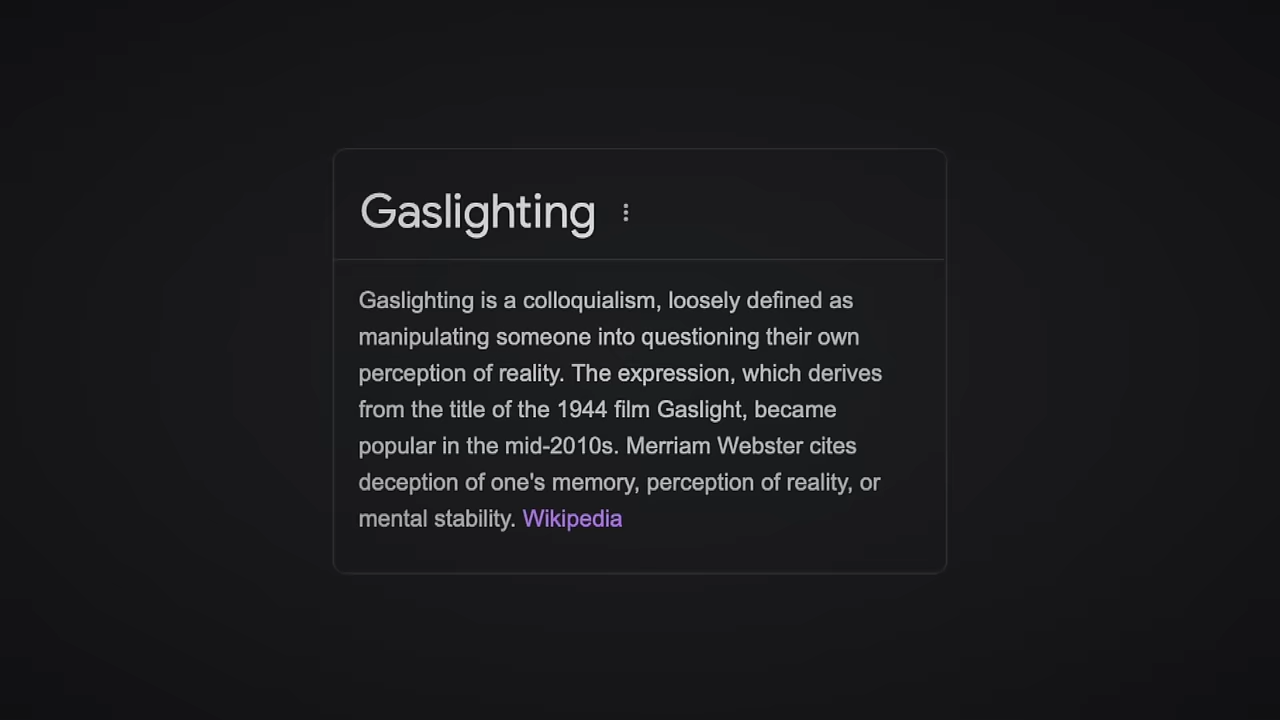 Gaslighting
Gaslighting is a colloquialism, loosely defined as
manipulating someone into questioning their own
perception of reality. The expression, which derives
from the title of the 1944 film Gaslight, became
popular in the mid-2010s. Merriam Webster cites
deception of one's memory, perception of reality, or
mental stability. Wikipedia